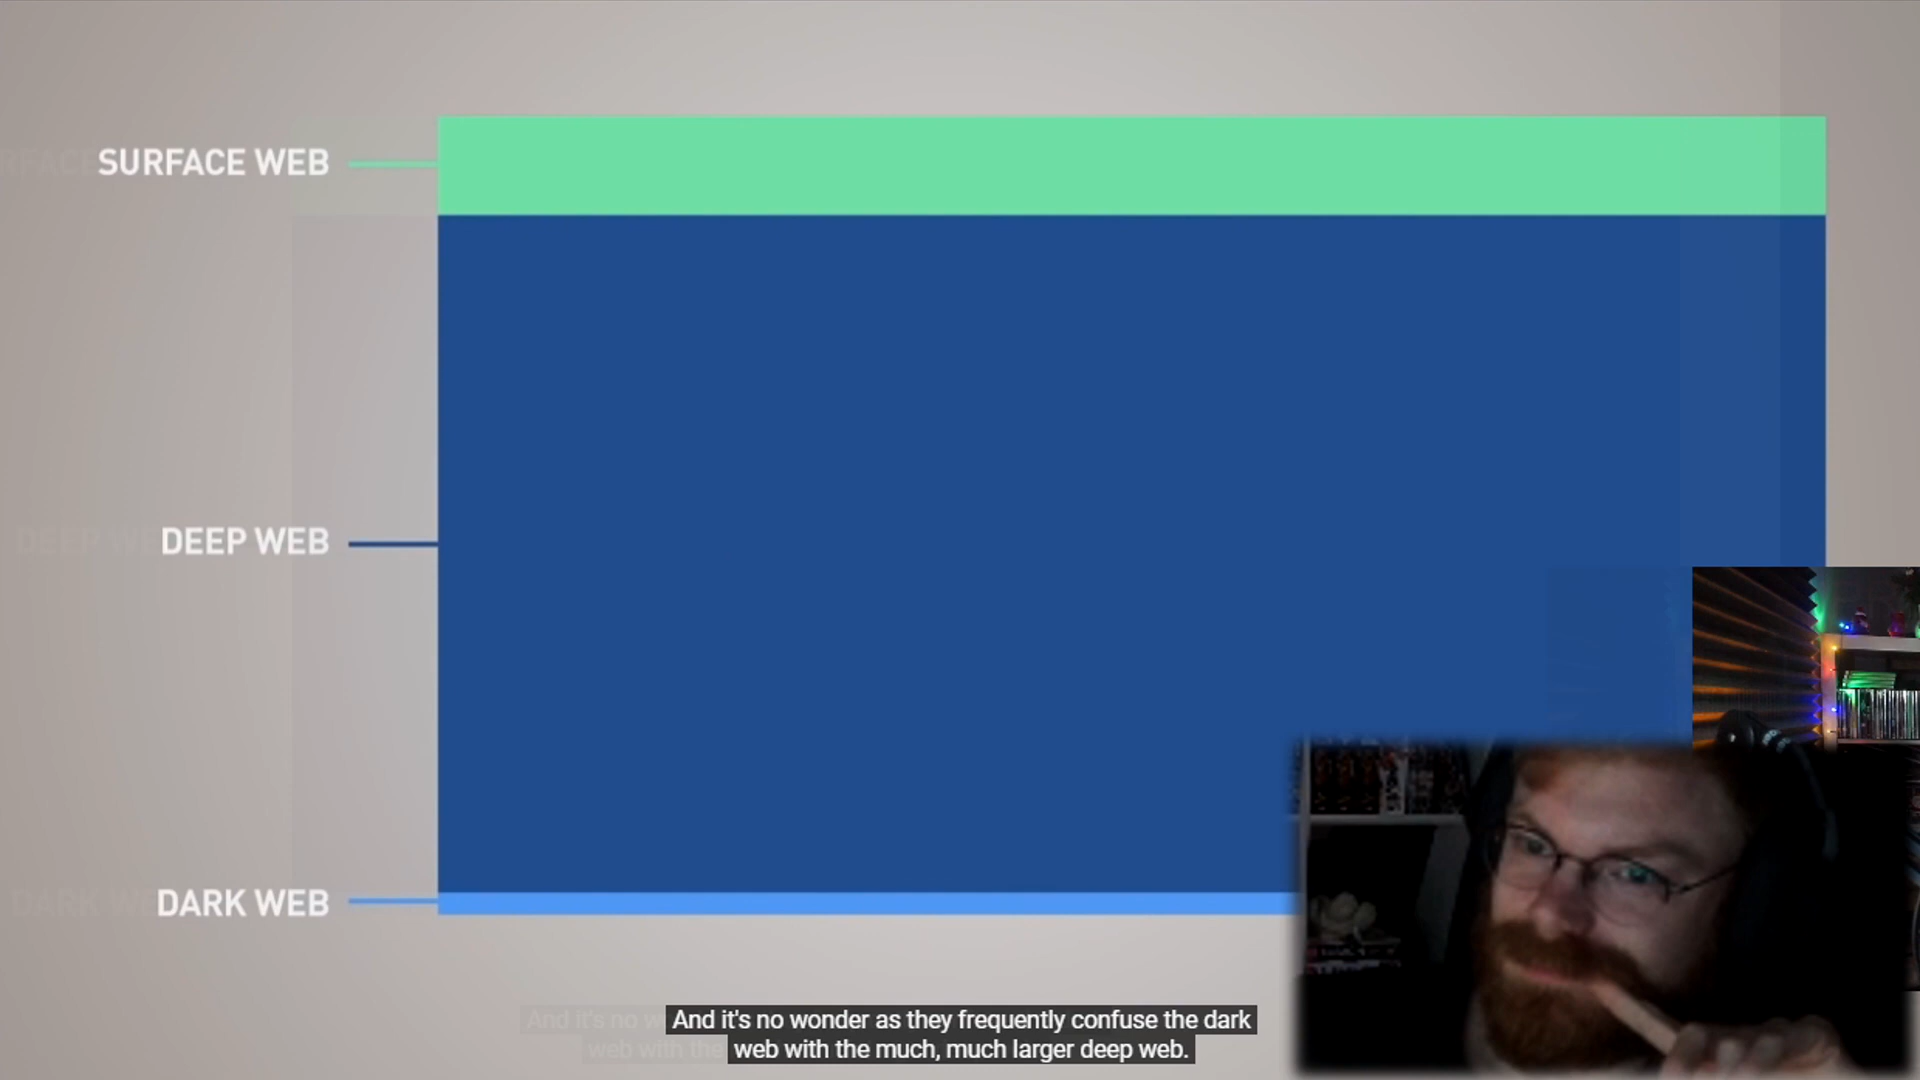 SURFACE WEB
DEEP WEB
DARK WEB
And it's no wonder as they frequently confuse the dark
web with the much, much larger deep web.